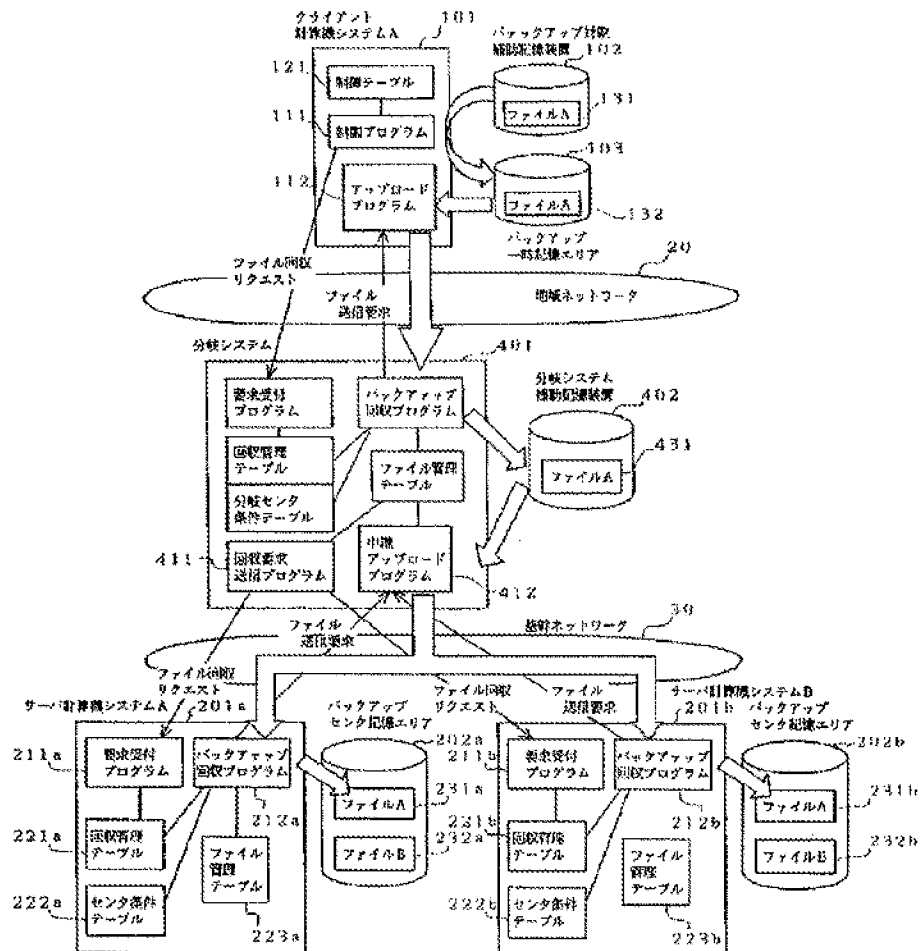 クライアント
計算機システムA
101
バックアップ対象
補助記憶装置
102
121
制御テーブル
ファイルA
131
111
制御プログラム
103
112
アップロード
プログラム
ファイルA
132
バックアップ
一時記憶エリア
ファイル回収
リクエスト
20
ファイル
送信要求
地域ネットワーク
分岐システム
401
分岐システム
補助記憶装置
402
要求受付
プログラム
バックアップ
回収プログラム
回収管理
テーブル
ファイル管理
テーブル
ファイルA
431
分岐センタ
条件テーブル
411
回収要求
送信プログラム
中継
アップロード
プログラム
412
30
ファイル
送信要求
基幹ネットワーク
ファイル回収
リクエスト
サーバ計算機システムA
201a
バックアップ
センタ記憶エリア
202a
ファイル回収
リクエスト
ファイル
送信要求
サーバ計算機システムB
201b
バックアップ
センタ記憶エリア
202b
211a
要求受付
プログラム
バックアップ
回収プログラム
212a
ファイルA
231a
ファイルB
232a
221a
回収管理
テーブル
ファイル
管理
テーブル
222a
センタ条件
テーブル
223a
211b
要求受付
プログラム
バックアップ
回収プログラム
212b
ファイルA
231b
ファイルB
232b
221b
回収管理
テーブル
ファイル
管理
テーブル
222b
センタ条件
テーブル
223b